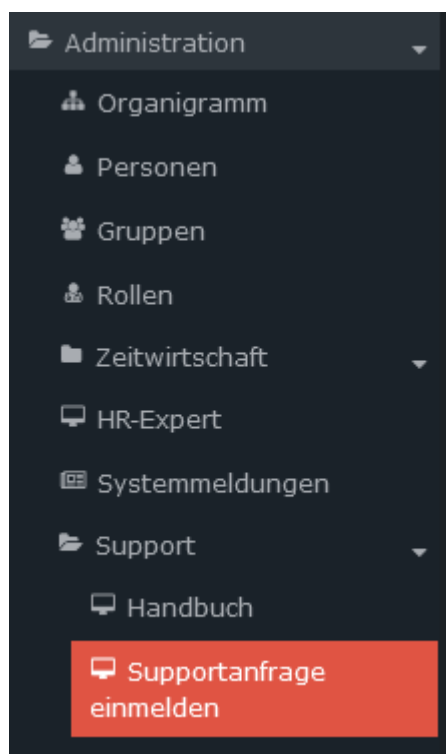 Administration
Organigramm
Personen
Gruppen
Rollen
Zeitwirtschaft
HR-Expert
Systemmeldungen
Support
Handbuch
Supportanfrage
einmelden